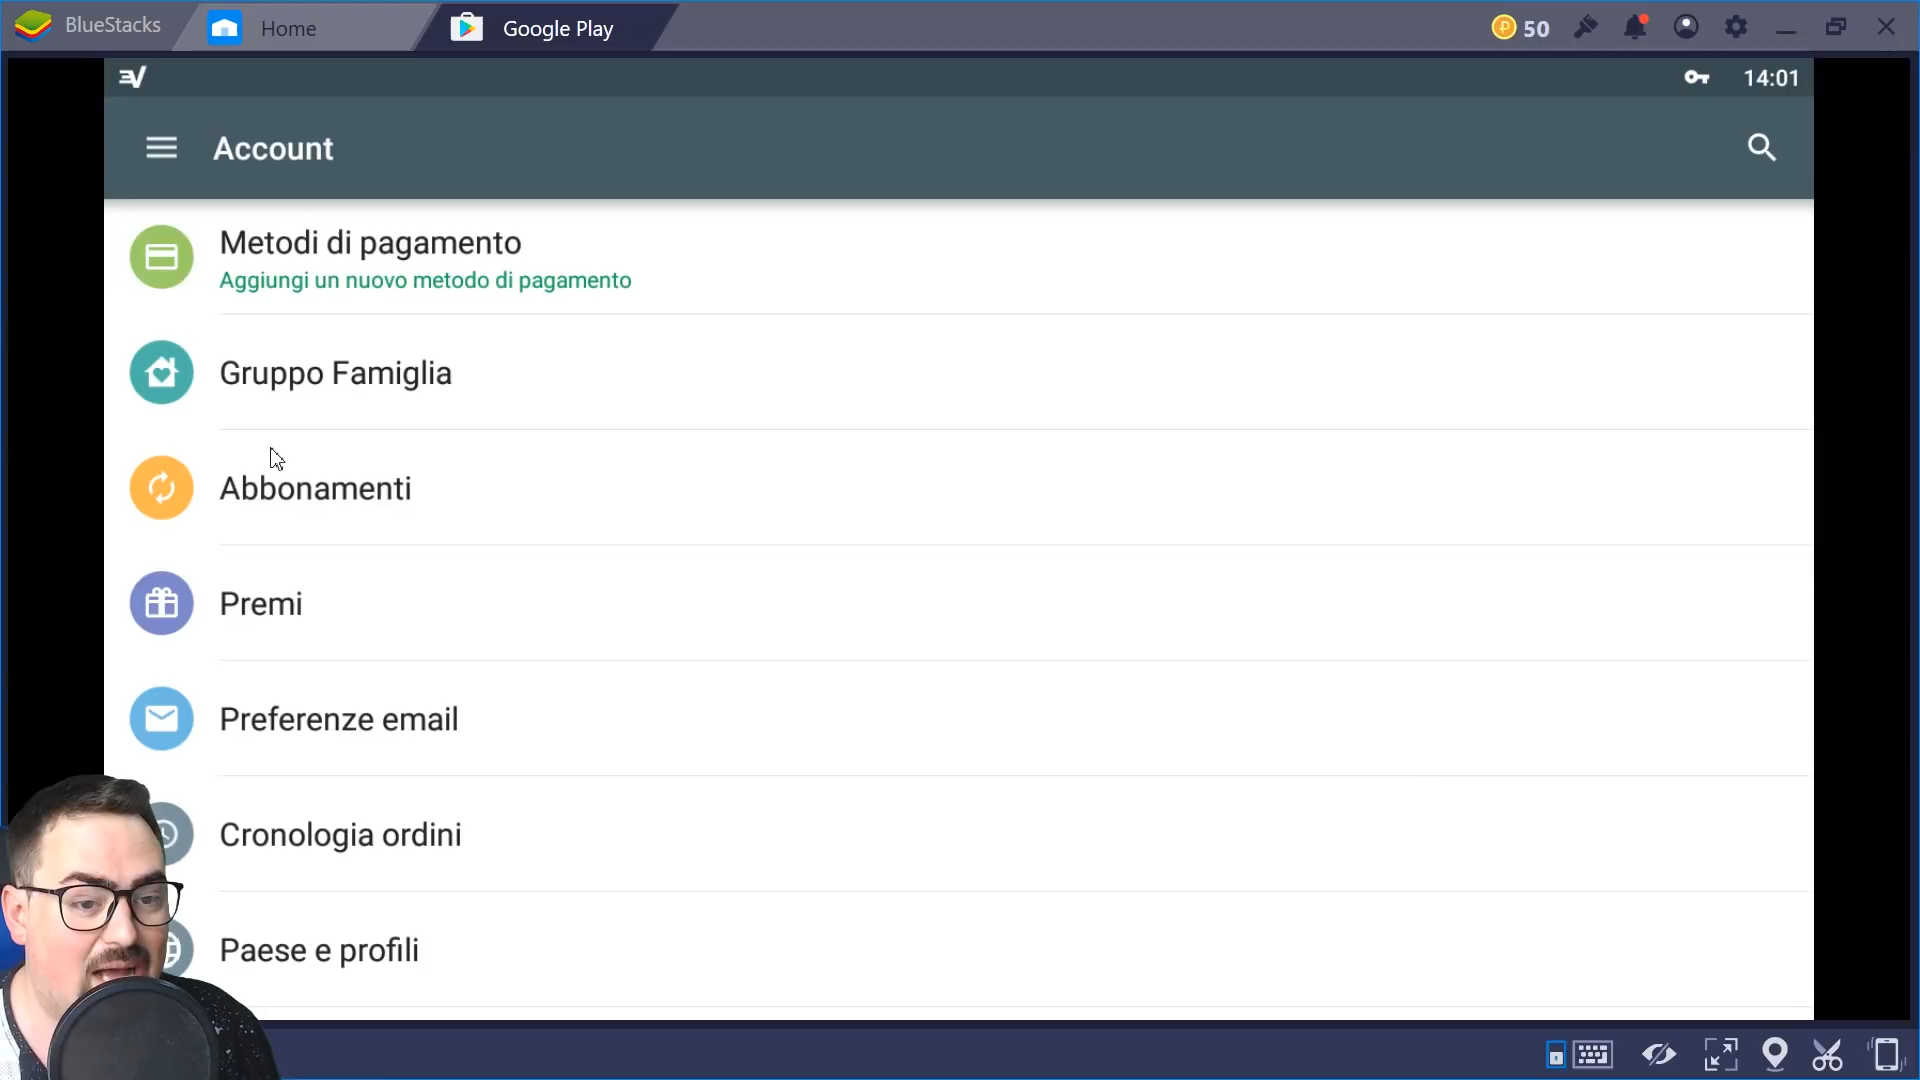 BlueStacks
Home
Google Play
50
14:01
Account
Metodi di pagamento
Aggiungi un nuovo metodo di pagamento
Gruppo Famiglia
Abbonamenti
Premi
Preferenze email
Cronologia ordini
Paese e profili